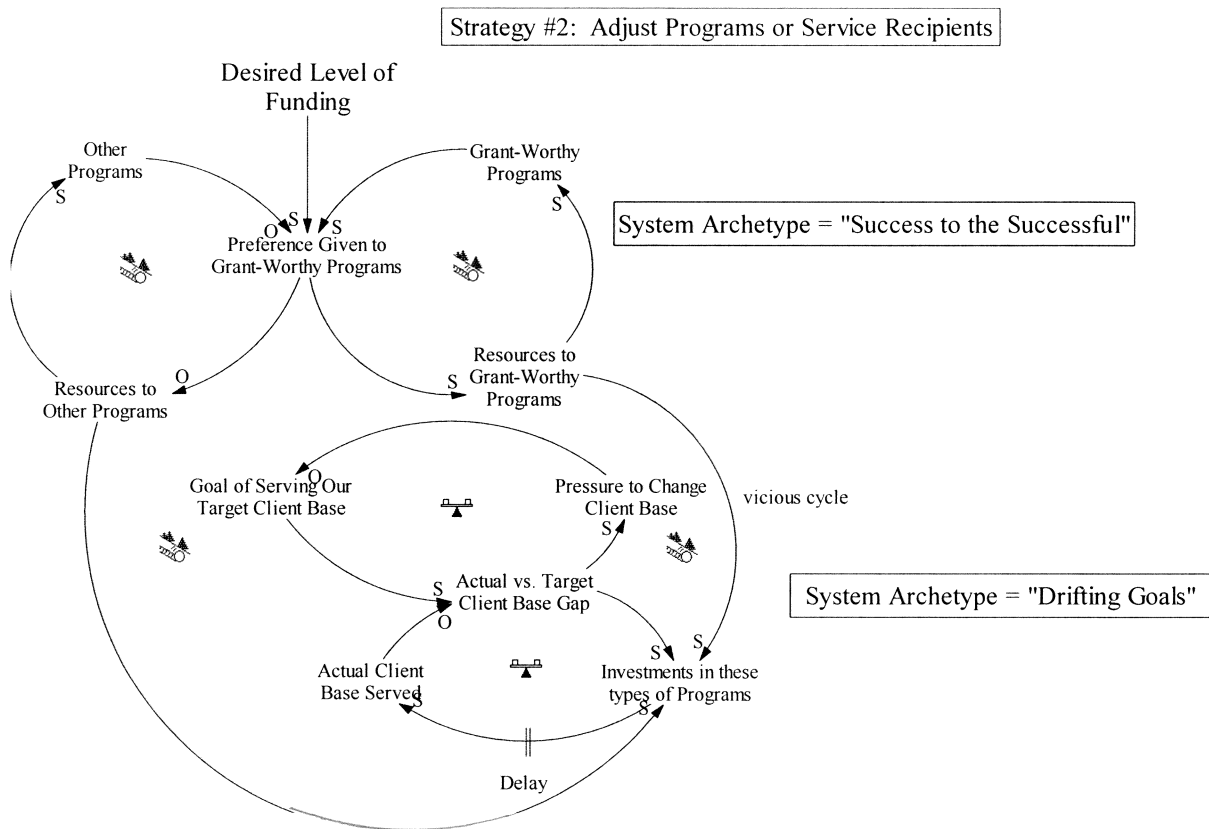 Strategy #2: Adjust Programs or Service Recipients
Desired Level of
Funding
Other
Programs
Grant-Worthy
Programs
S
S
S
O
S
System Archetype = "Success to the Successful"
Preference Given to
Grant-Worthy Programs
O
S
Resources to
Other Programs
Resources to
Grant-Worthy
Programs
O
Goal of Serving Our
Target Client Base
Pressure to Change
Client Base
vicious cycle
S
S
O
Actual vs. Target
Client Base Gap
System Archetype = "Drifting Goals"
S
S
Actual Client
Base Served
Investments in these
types of Programs
S
S
Delay